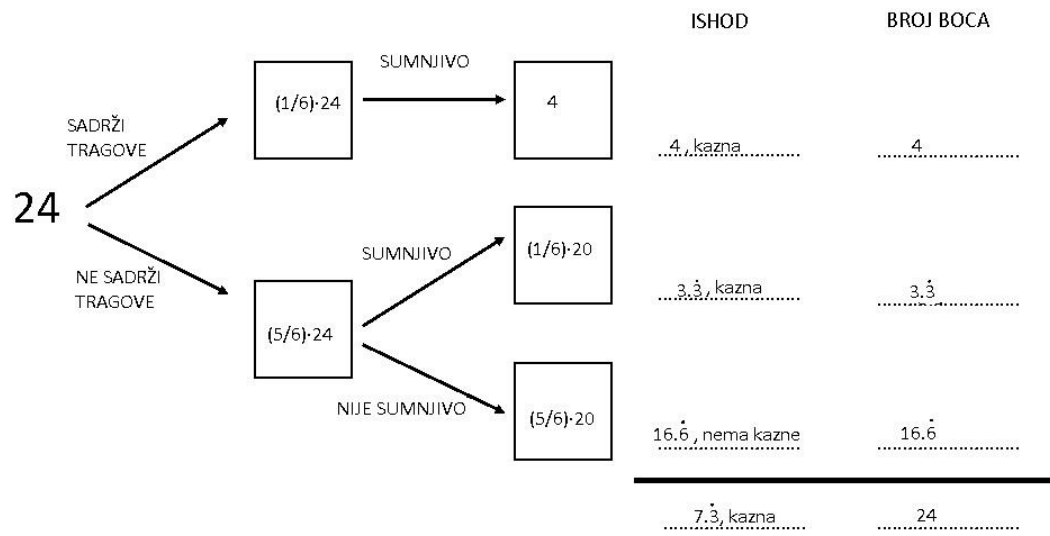 ISHOD BROJ BOCA
SUMNJIVO
(1/6)·24
4
SADRŽI
TRAGOVE
4 , kazna 4
24
SUMNJIVO
(1/6)·20
NE SADRŽI
TRAGOVE
3.3̇ , kazna 3.3̇
(5/6)·24
NIJE SUMNJIVO
(5/6)·20
16.6̇ , nema kazne 16.6̇
7.3̇, kazna 24